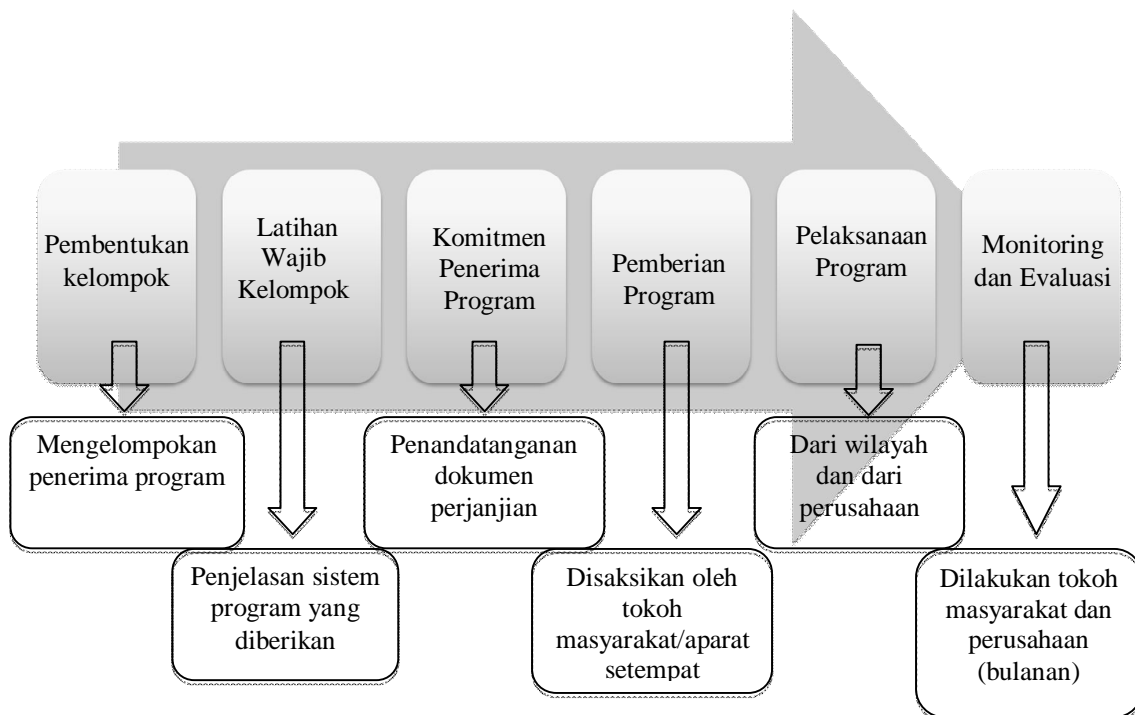 Pembentukan
kelompok
Latihan
Wajib
Kelompok
Komitmen
Penerima
Program
Pemberian
Program
Pelaksanaan
Program
Monitoring
dan Evaluasi
Mengelompokan
penerima program
Penjelasan sistem
program yang
diberikan
Penandatanganan
dokumen
perjanjian
Disaksikan oleh
tokoh
masyarakat/aparat
setempat
Dari wilayah
dan dari
perusahaan
Dilakukan tokoh
masyarakat dan
perusahaan
(bulanan)